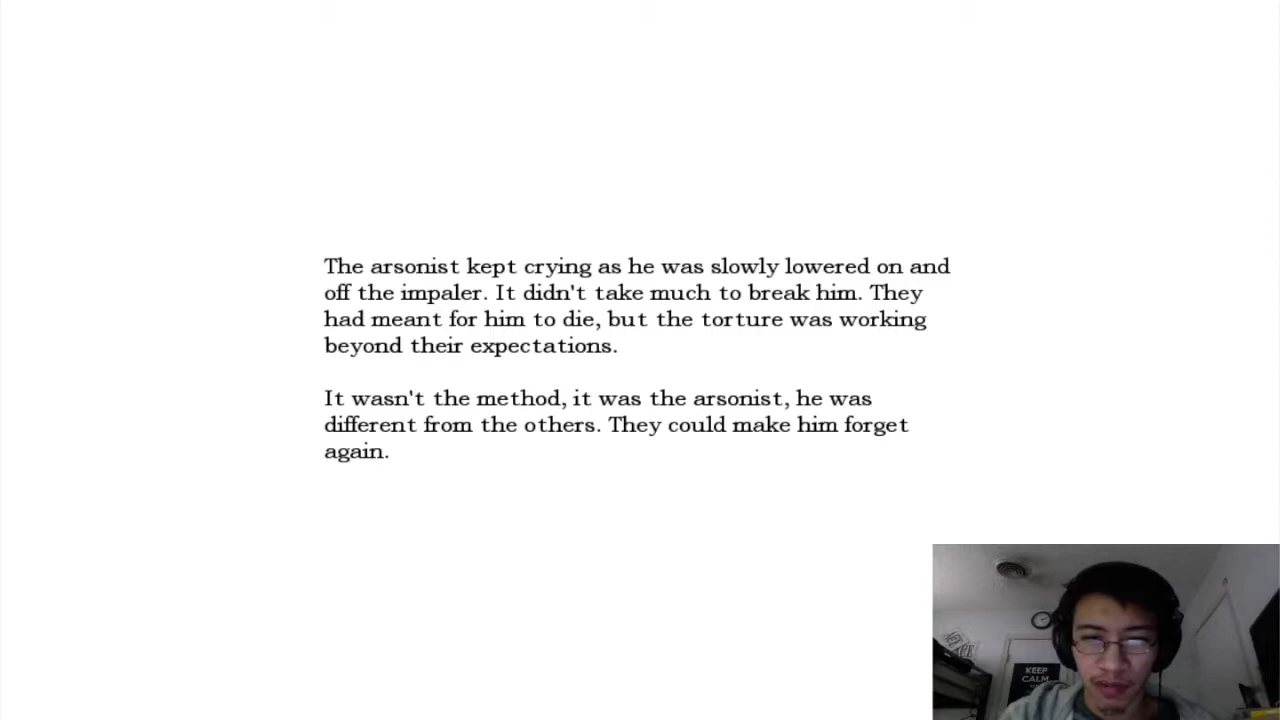 The arsonist kept crying as he was slowly lowered on and
off the impaler. It didn't take much to break him. They
had meant for him to die, but the torture was working
beyond their expectations.
It wasn't the method, it was the arsonist, he was
different from the others. They could make him forget
again.
KEEP
CALM